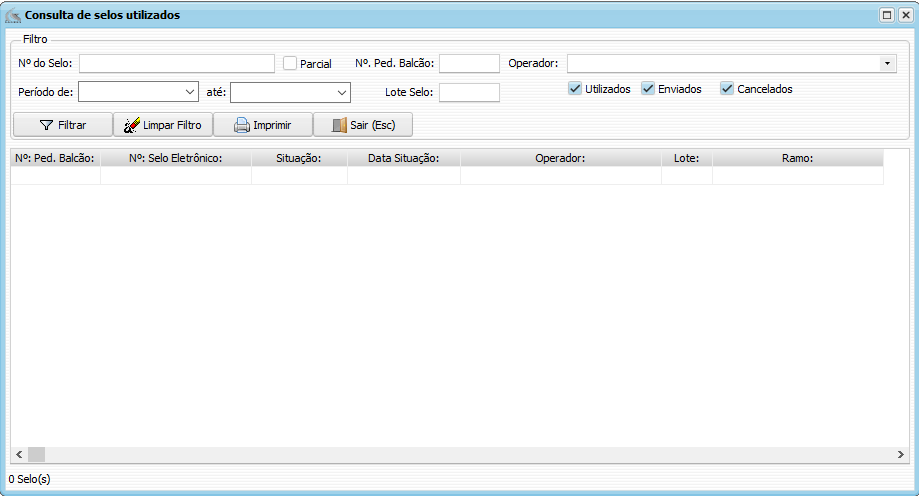 Consulta de selos utilizados
Filtro
Nº do Selo: Parcial Nº. Ped. Balcão: Operador:
Período de: até: Lote Selo: Utilizados Enviados Cancelados
Filtrar Limpar Filtro Imprimir Sair (Esc)
Nº: Ped. Balcão: Nº: Selo Eletrônico: Situação: Data Situação: Operador: Lote: Ramo:
0 Selo(s)